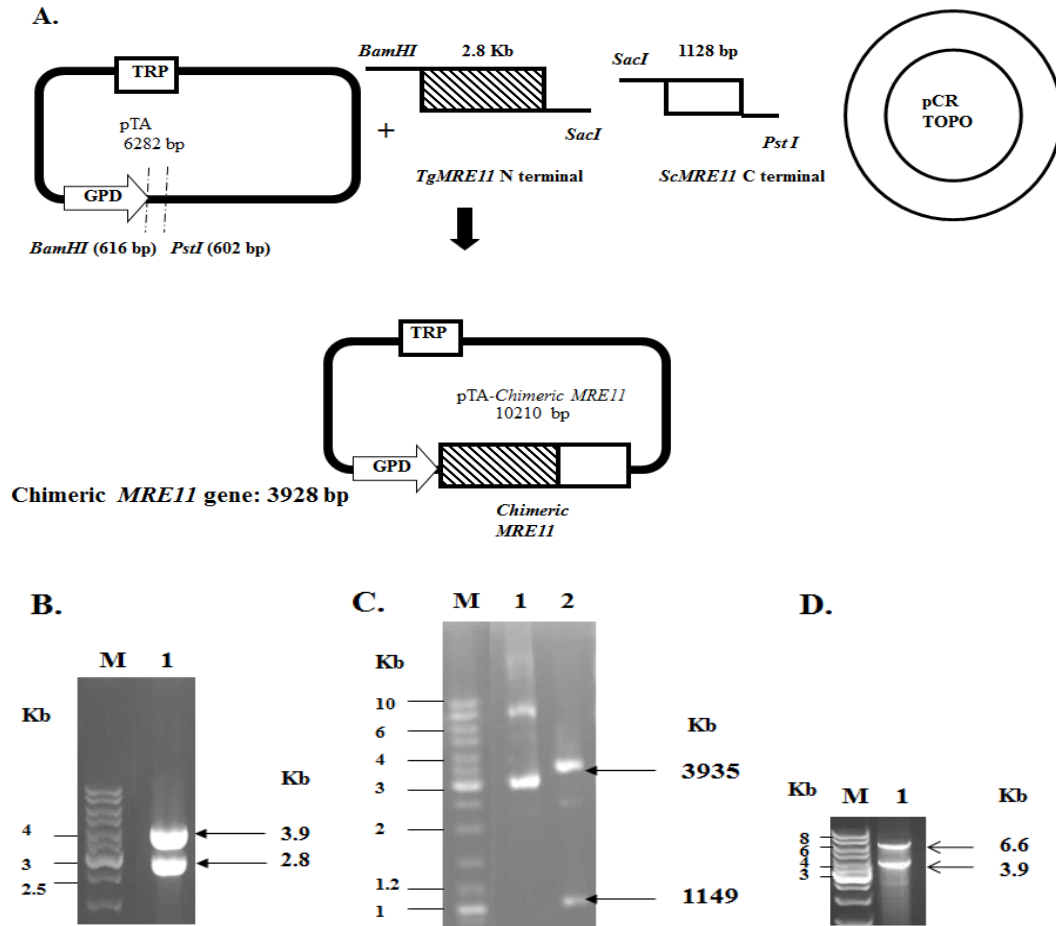 A.
TRP
pTA
6282 bp
GPD
BamHI (616 bp) PstI (602 bp)
+
BamHI 2.8 Kb
SacI
TgMRE11 N terminal
SacI 1128 bp
Pst I
ScMRE11 C terminal
pCR
TOPO
TRP
pTA-Chimeric MRE11
10210 bp
GPD
Chimeric MRE11 gene: 3928 bp
Chimeric
MRE11
B.
M 1
Kb
4
3
2.5
Kb
3.9
2.8
C.
M 1 2
Kb
10
6
4
3
2
1.2
1
Kb
3935
1149
D.
Kb M 1 Kb
8
6
4
3
6.6
3.9